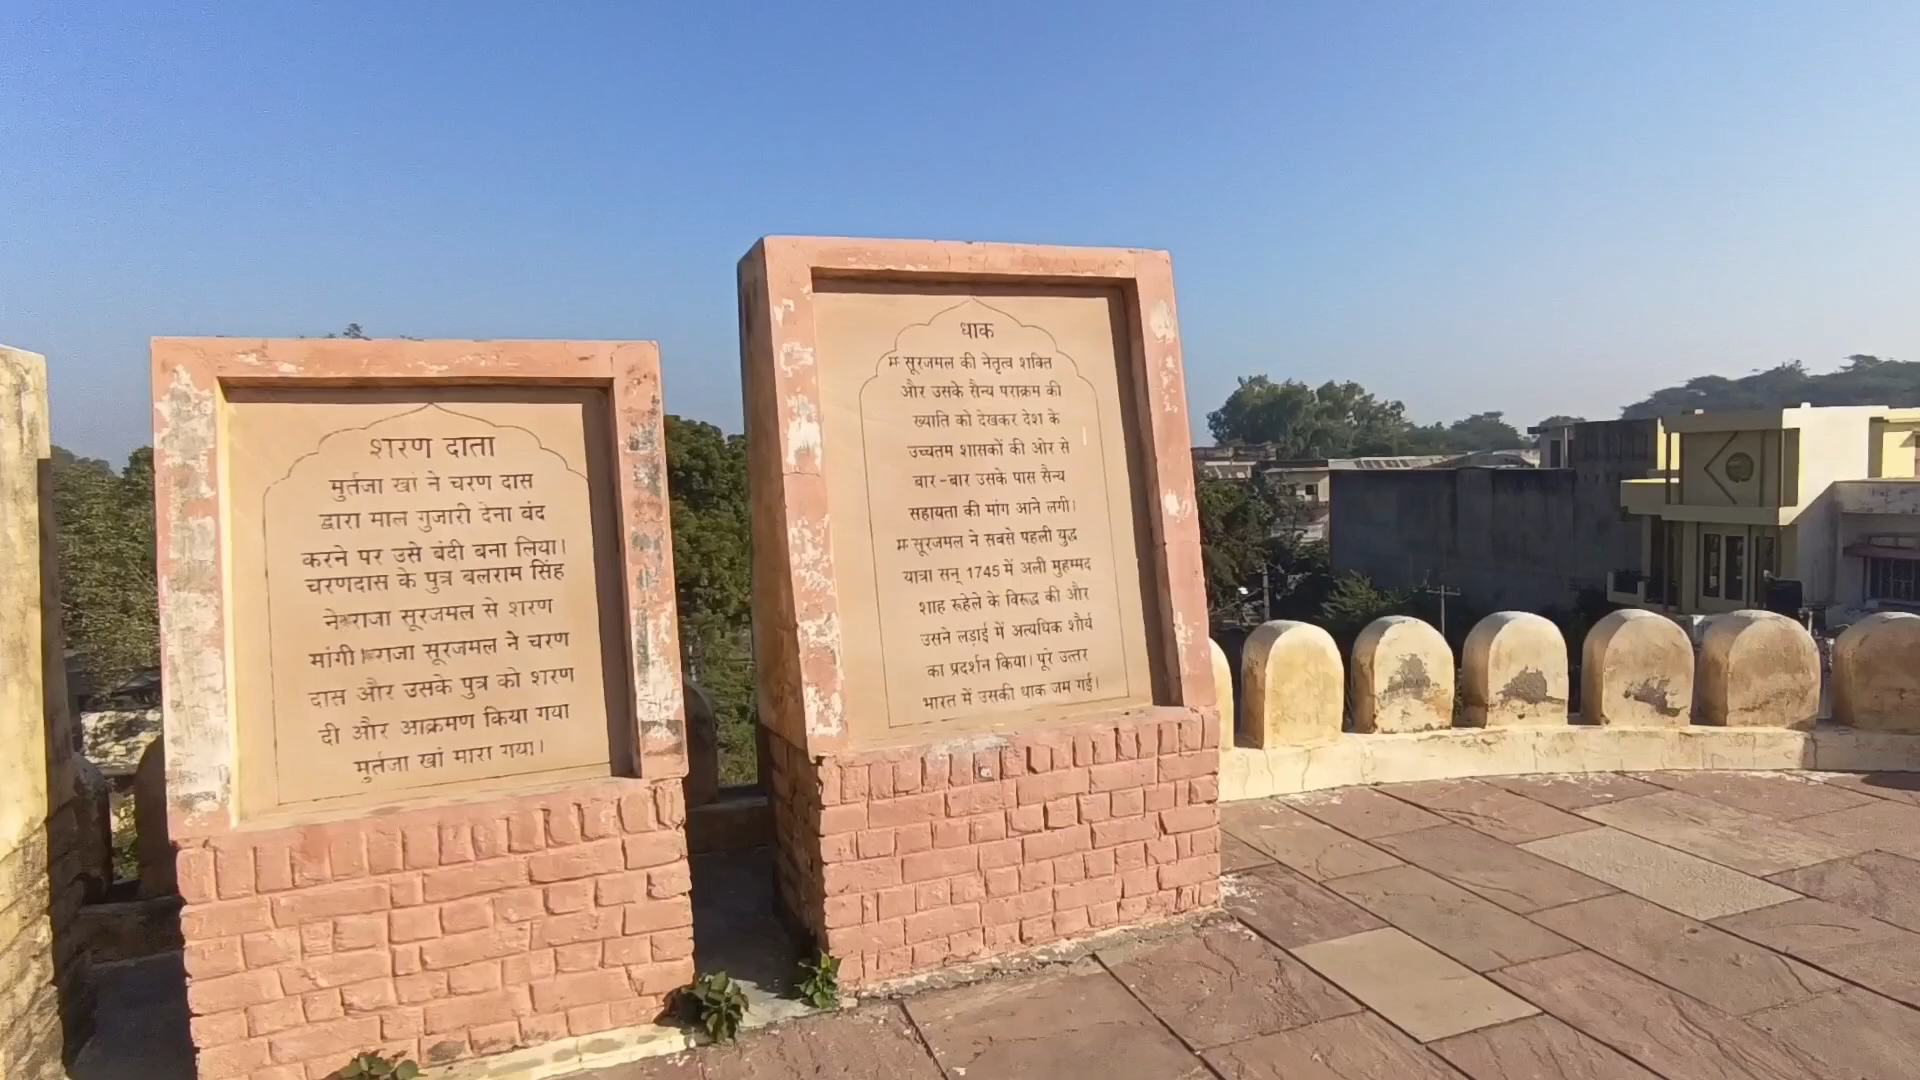 शरण दाता
मुर्तजा खां ने चरण दास
द्वारा माल गुजारी देना बंद
करने पर उसे बंदी बना लिया।
चरणदास के पुत्र बलराम सिंह
ने राजा सूरजमल से शरण
मांगी। राजा सूरजमल ने चरण
दास और उसके पुत्र को शरण
दी और आक्रमण किया गया
मुर्तजा खां मारा गया।
धाक
सूरजमल की नेतृत्व शक्ति
और उसके सैन्य पराक्रम की
ख्याति को देखकर देश के
उच्चतम शासकों की ओर से
बार-बार उसके पास सैन्य
सहायता की मांग आने लगी।
सूरजमल ने सबसे पहली युद्ध
यात्रा सन् 1745 में अली मुहम्मद
शाह रूहेले के विरूद्ध की और
उसने लड़ाई में अत्यधिक शौर्य
का प्रदर्शन किया। पूरे उत्तर
भारत में उसकी धाक जम गई।